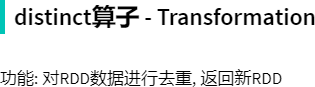 distinct算子 - Transformation
功能: 对RDD数据进行去重, 返回新RDD